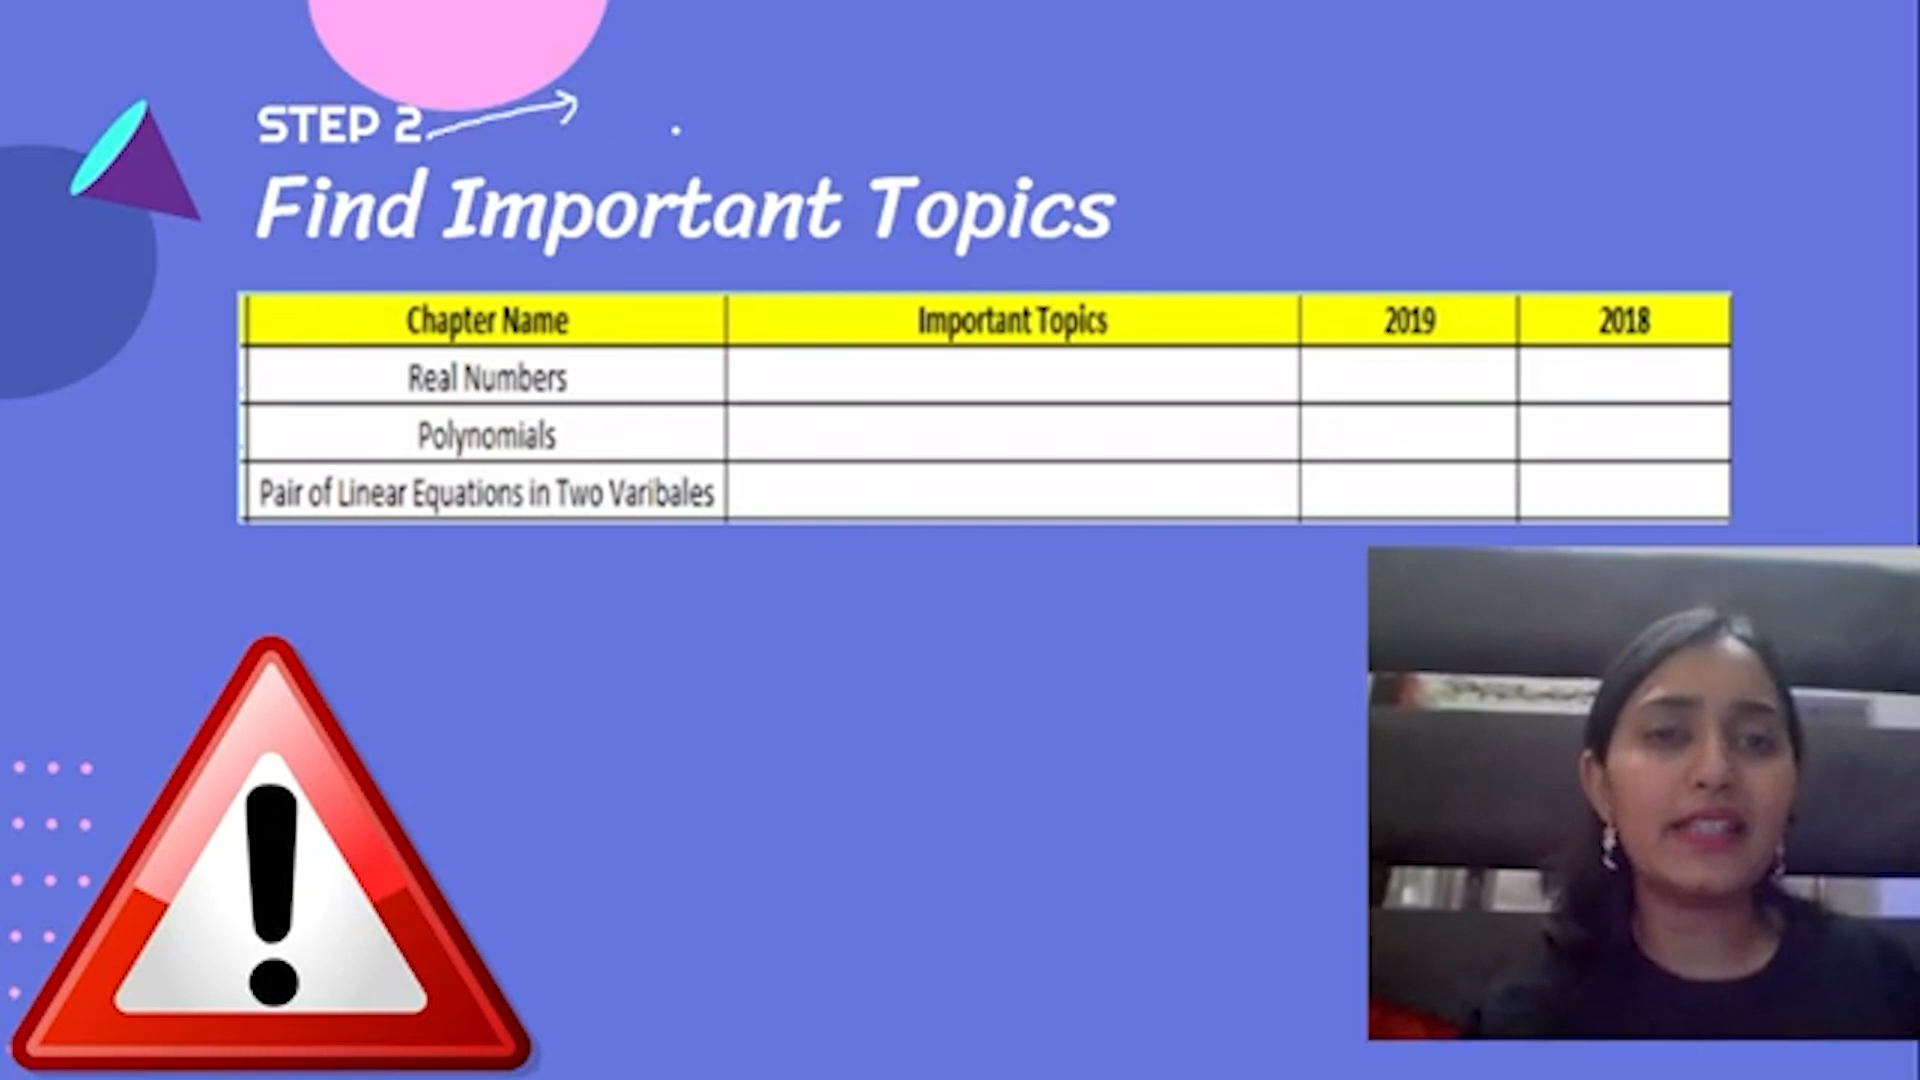 STEP 2
Find Important Topics
Chapter Name Important Topics 2019 2018
Real Numbers
Polynomials
Pair of Linear Equations in Two Varibales